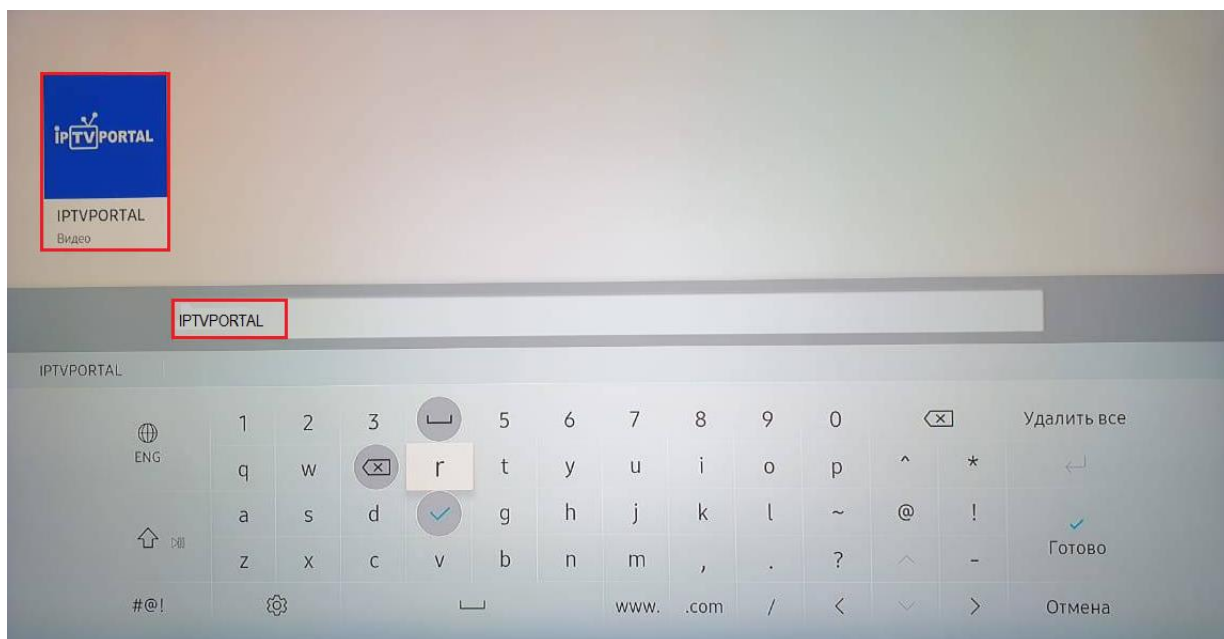 iPTVPORTAL
IPTVPORTAL
Видео
IPTVPORTAL
IPTVPORTAL
1 2 3 5 6 7 8 9 0 Удалить все
ENG
q w r t y u i o p ^ *
a s d g h j k l ~ @ !
z x c v b n m , . ? -
Готово
#@! www. .com / < > Отмена